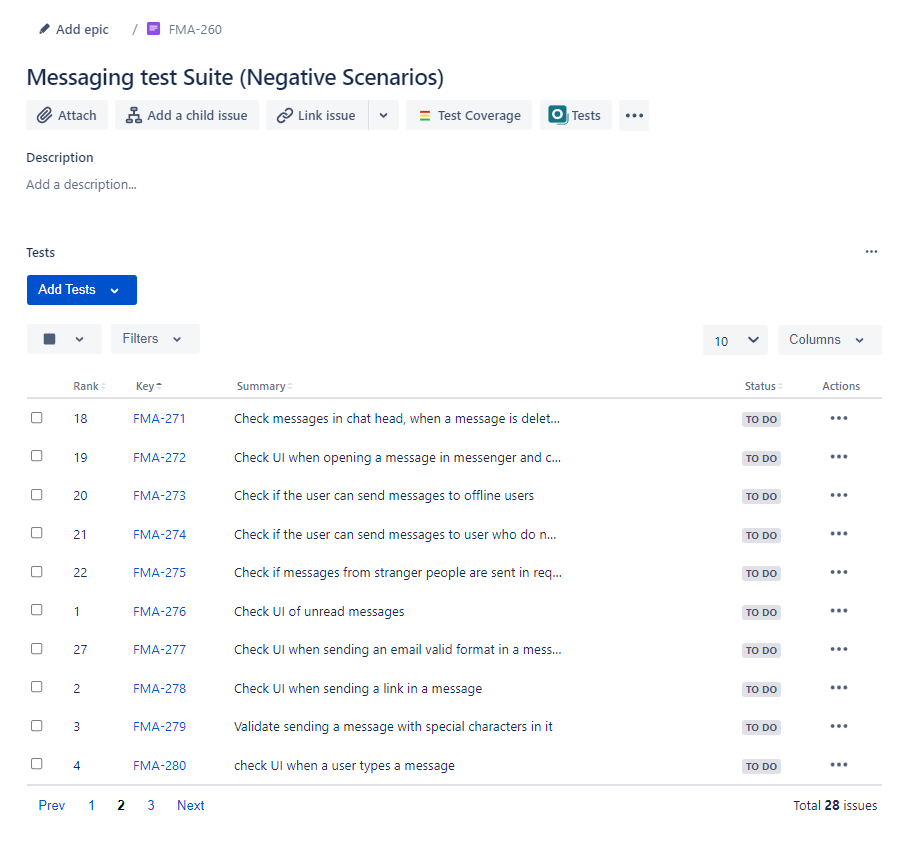 Add epic / FMA-260
Messaging test Suite (Negative Scenarios)
Attach Add a child issue Link issue Test Coverage Tests
Description
Add a description...
Tests
Add Tests
Filters 10 Columns
Rank Key Summary Status Actions
18 FMA-271 Check messages in chat head, when a message is delet... TO DO
19 FMA-272 Check UI when opening a message in messenger and c... TO DO
20 FMA-273 Check if the user can send messages to offline users TO DO
21 FMA-274 Check if the user can send messages to user who do n... TO DO
22 FMA-275 Check if messages from stranger people are sent in req... TO DO
1 FMA-276 Check UI of unread messages TO DO
27 FMA-277 Check UI when sending an email valid format in a mess... TO DO
2 FMA-278 Check UI when sending a link in a message TO DO
3 FMA-279 Validate sending a message with special characters in it TO DO
4 FMA-280 check UI when a user types a message TO DO
Prev 1 2 3 Next Total 28 issues